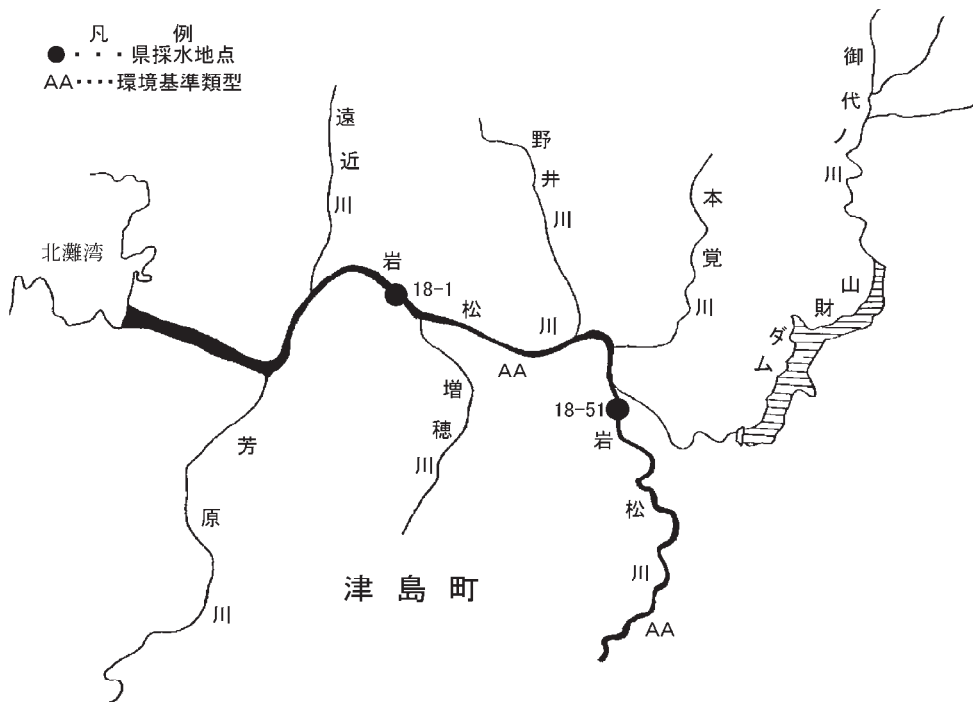 凡 例
●・・・県採水地点
AA・・・・環境基準類型
御代ノ川
遠近川
野井川
本覚川
北灘湾
岩松川
18-1
山財ダム
AA
増穂川
18-51
芳原川
岩松川
津島町
AA